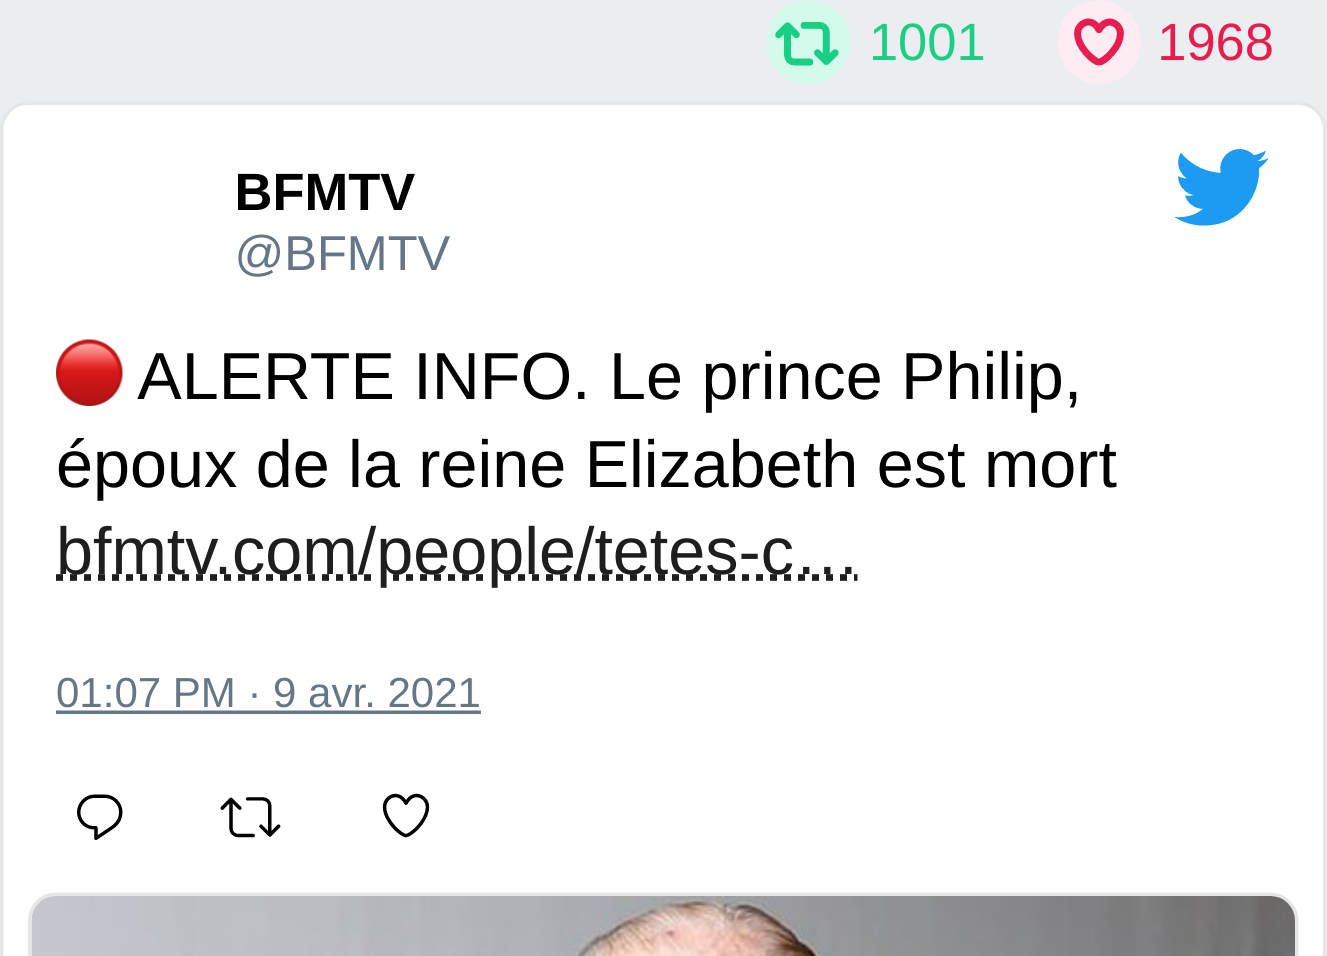 1001 1968
BFMTV
@BFMTV
🔴 ALERTE INFO. Le prince Philip,
époux de la reine Elizabeth est mort
bfmtv.com/people/tetes-c…
01:07 PM · 9 avr. 2021